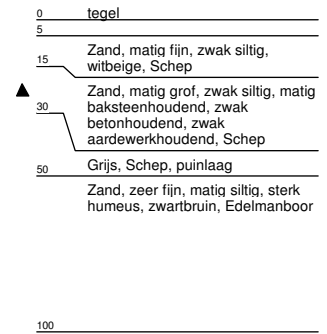 0 tegel
5
Zand, matig fijn, zwak siltig,
15 witbeige, Schep
Zand, matig grof, zwak siltig, matig
30 baksteenhoudend, zwak
betonhoudend, zwak
aardewerkhoudend, Schep
Grijs, Schep, puinlaag
50
Zand, zeer fijn, matig siltig, sterk
humeus, zwartbruin, Edelmanboor
100